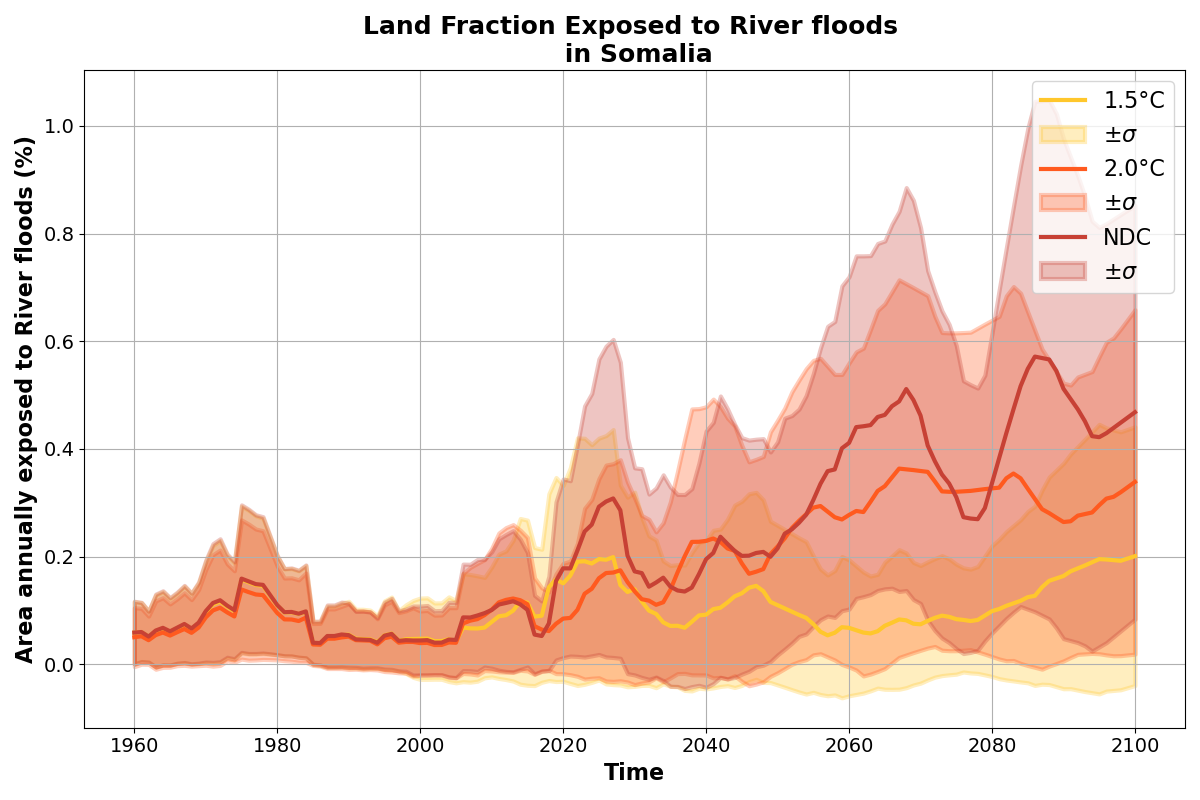 Land Fraction Exposed to River floods
in Somalia
Area annually exposed to River floods (%)
1.0
0.8
0.6
0.4
0.2
0.0
1960 1980 2000 2020 2040 2060 2080 2100
Time
1.5°C
±σ
2.0°C
±σ
NDC
±σ